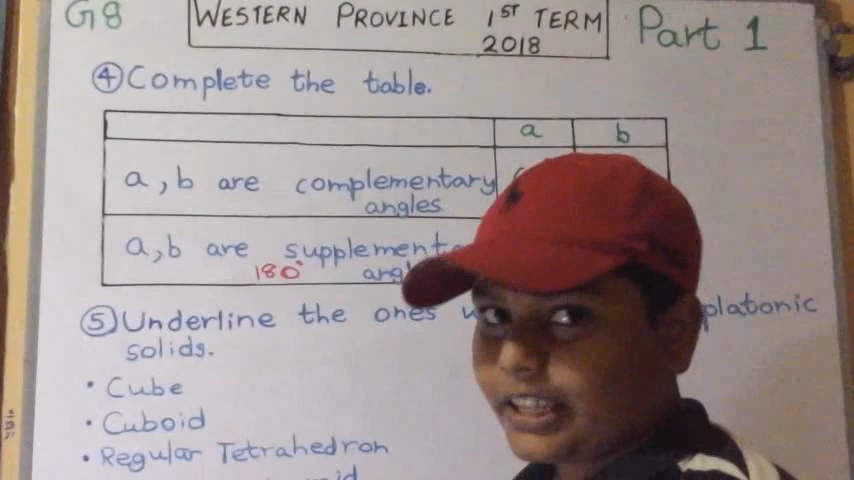 G8
WESTERN PROVINCE 1ST TERM
2018
Part 1
④ Complete the table.
a b
a, b are complementary
angles
a, b are supplement
180° ang
⑤ Underline the ones platonic
solids.
• Cube
• Cuboid
• Regular Tetrahedron